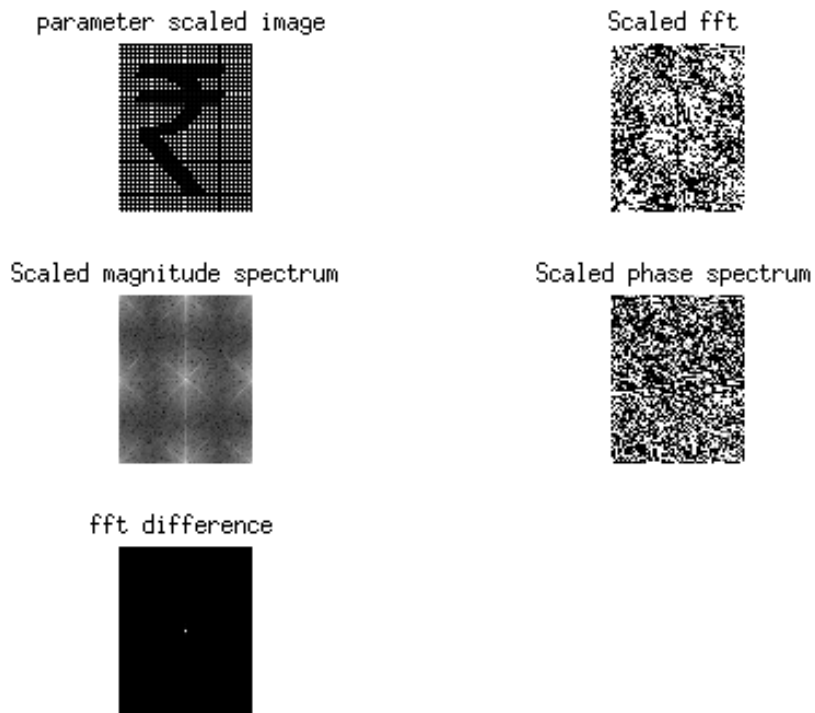 parameter scaled image
Scaled fft
₹
Scaled magnitude spectrum
Scaled phase spectrum
fft difference